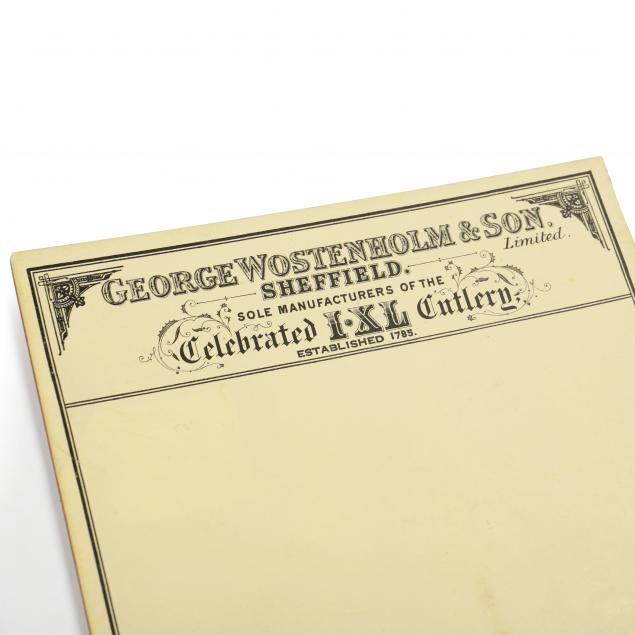 GEORGE WOSTENHOLM & SON,
Limited.
SHEFFIELD.
SOLE MANUFACTURERS OF THE
Celebrated I·XL Cutlery;
ESTABLISHED 1785.